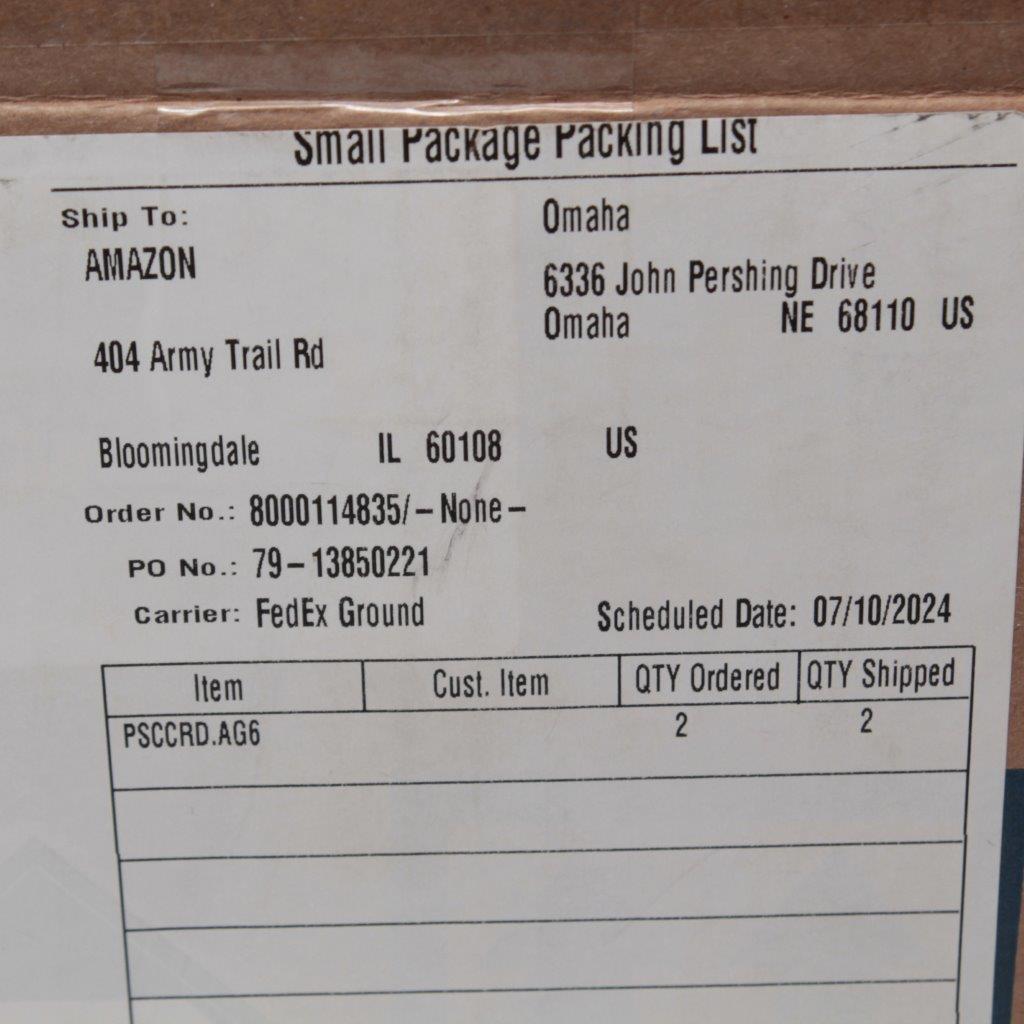 Small Package Packing List
Ship To:
AMAZON
404 Army Trail Rd
Bloomingdale IL 60108 US
Omaha
6336 John Pershing Drive
Omaha NE 68110 US
Order No.: 8000114835/-None-
PO No.: 79-13850221
Carrier: FedEx Ground Scheduled Date: 07/10/2024
Item Cust. Item QTY Ordered QTY Shipped
PSCCRD.AG6 2 2